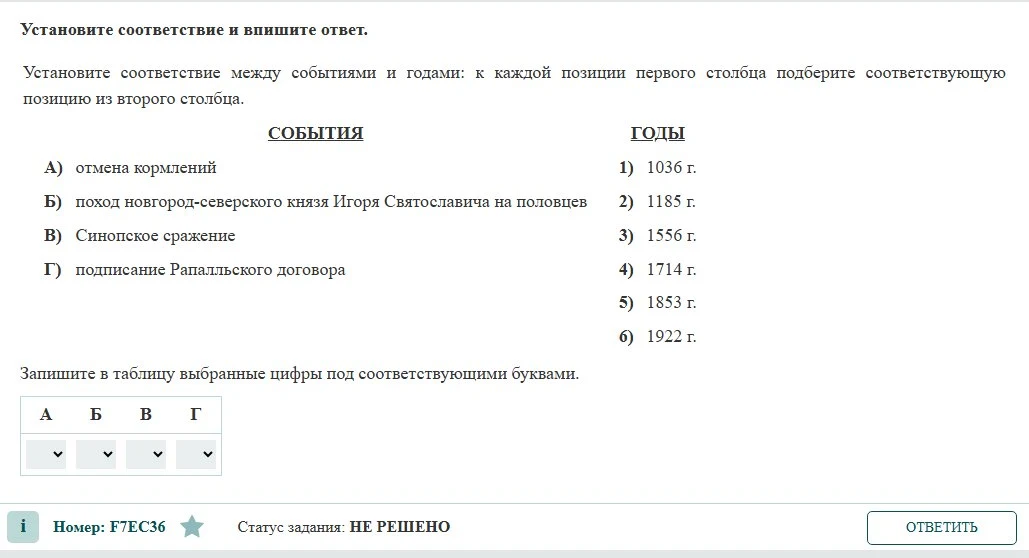 Установите соответствие и впишите ответ.
Установите соответствие между событиями и годами: к каждой позиции первого столбца подберите соответствующую
позицию из второго столбца.
СОБЫТИЯ ГОДЫ
А) отмена кормлений 1) 1036 г.
Б) поход новгород-северского князя Игоря Святославича на половцев 2) 1185 г.
В) Синопское сражение 3) 1556 г.
Г) подписание Рапалльского договора 4) 1714 г.
5) 1853 г.
6) 1922 г.
Запишите в таблицу выбранные цифры под соответствующими буквами.
А Б В Г
i Номер: F7EC36 Статус задания: НЕ РЕШЕНО ОТВЕТИТЬ